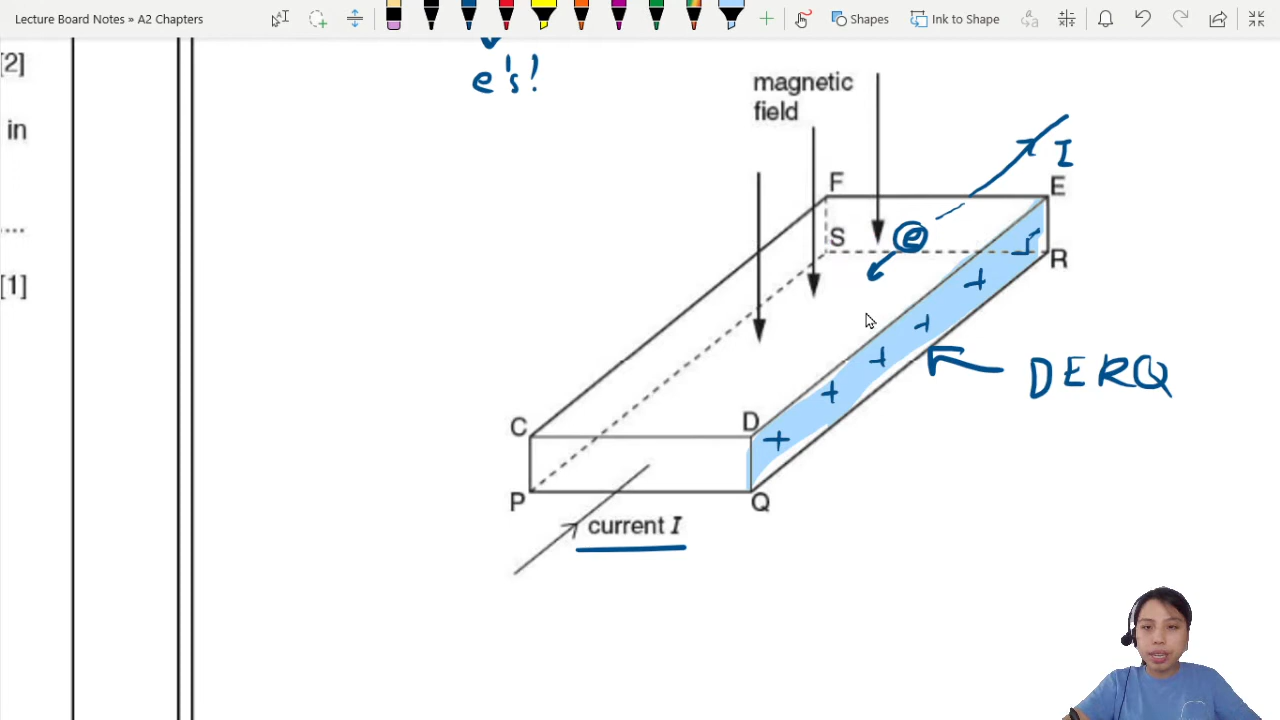 Lecture Board Notes » A2 Chapters
Shapes
Ink to Shape
[2]
in
....
[1]
e's!
magnetic
field
I
F
E
S
e
R
+
+
+
DERQ
+
C
D
+
P
Q
current I